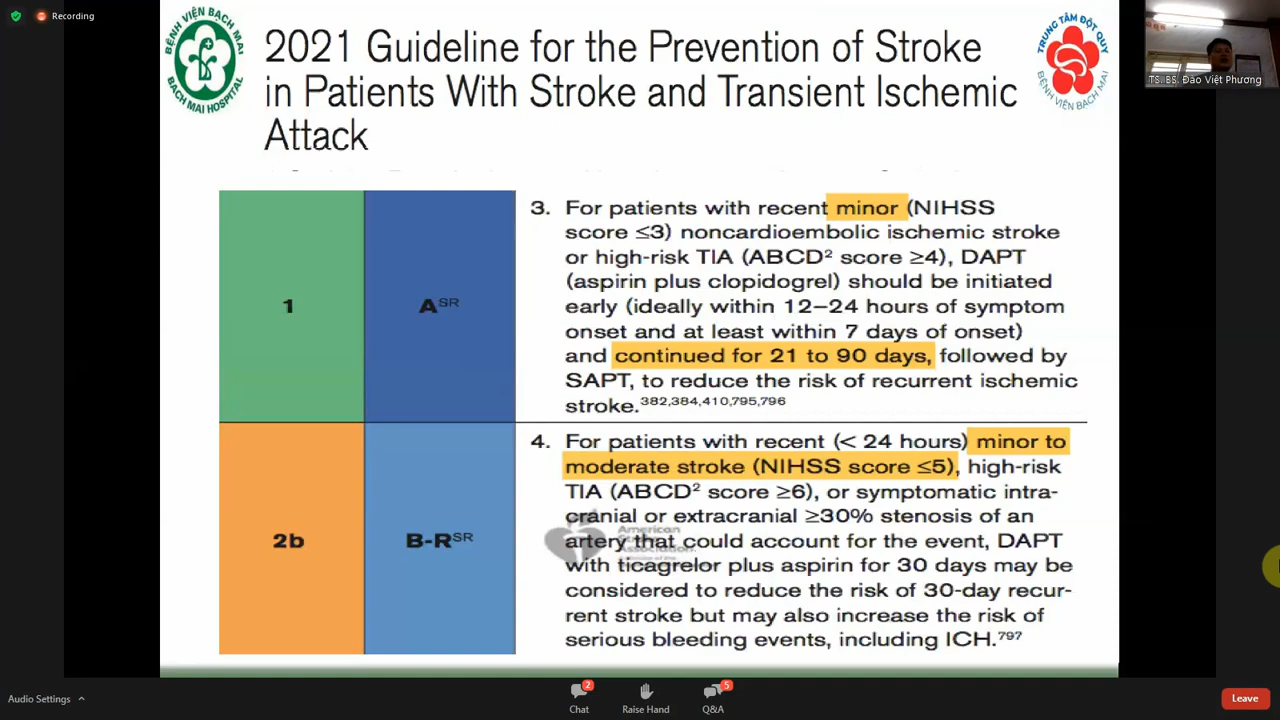 Recording
BỆNH VIỆN BẠCH MAI
BACH MAI HOSPITAL
2021 Guideline for the Prevention of Stroke
in Patients With Stroke and Transient Ischemic
Attack
TRUNG TÂM ĐỘT QUỴ
BỆNH VIỆN BẠCH MAI
TS. BS. Đào Việt Phương
1
A SR
3. For patients with recent minor (NIHSS
score ≤3) noncardioembolic ischemic stroke
or high-risk TIA (ABCD² score ≥4), DAPT
(aspirin plus clopidogrel) should be initiated
early (ideally within 12–24 hours of symptom
onset and at least within 7 days of onset)
and continued for 21 to 90 days, followed by
SAPT, to reduce the risk of recurrent ischemic
stroke.382,384,410,795,796
2b
B-R SR
4. For patients with recent (< 24 hours) minor to
moderate stroke (NIHSS score ≤5), high-risk
TIA (ABCD² score ≥6), or symptomatic intra-
cranial or extracranial ≥30% stenosis of an
artery that could account for the event, DAPT
with ticagrelor plus aspirin for 30 days may be
considered to reduce the risk of 30-day recur-
rent stroke but may also increase the risk of
serious bleeding events, including ICH.797
American
Stroke
Association.
Audio Settings
2
Chat
Raise Hand
5
Q&A
Leave